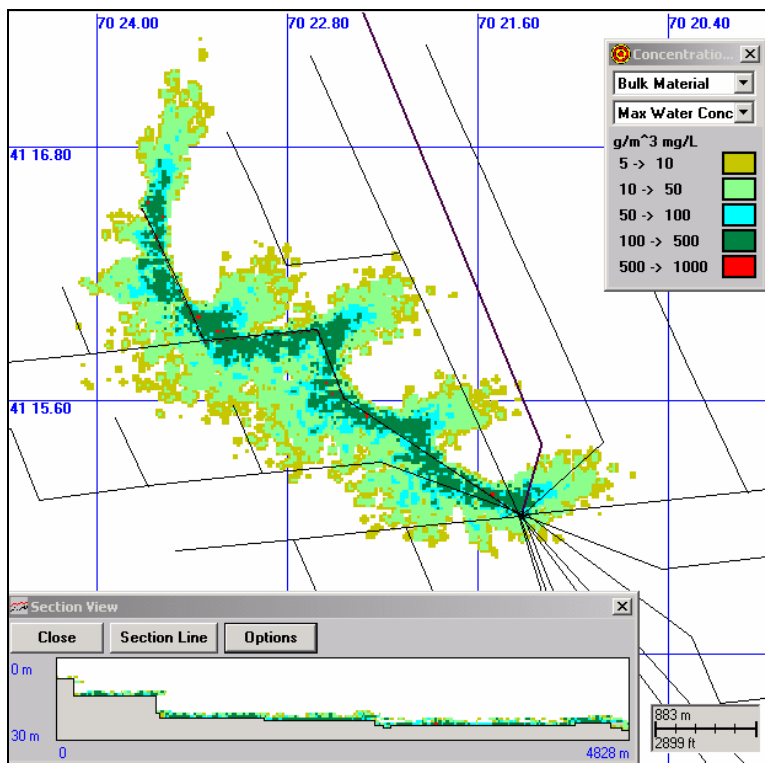 70 24.00
70 22.80
70 21.60
70 20.40
Concentratio...
Bulk Material
Max Water Conc
g/m^3 mg/L
5 -> 10
10 -> 50
50 -> 100
100 -> 500
500 -> 1000
41 16.80
41 15.60
Section View
Close
Section Line
Options
0 m
30 m
0
4828 m
883 m
2899 ft